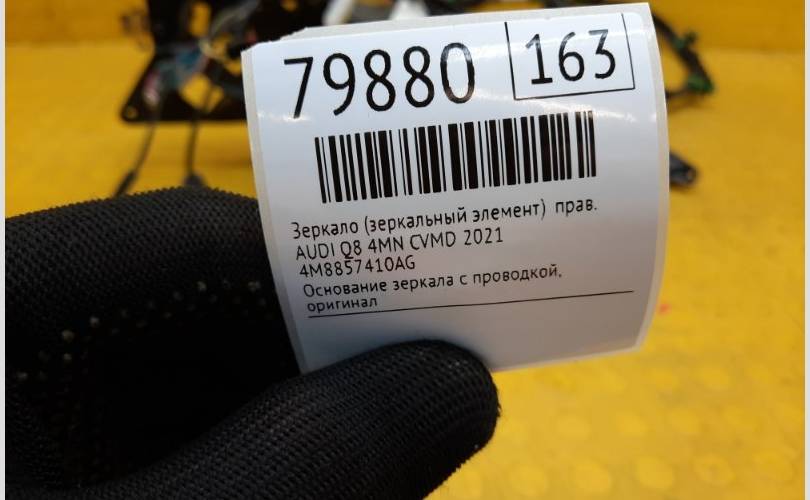 79880 163
Зеркало (зеркальный элемент) прав.
AUDI Q8 4MN CVMD 2021
4M8857410AG
Основание зеркала с проводкой,
оригинал